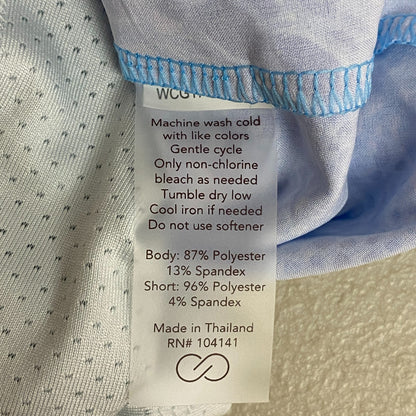 WCG
Machine wash cold
with like colors
Gentle cycle
Only non-chlorine
bleach as needed
Tumble dry low
Cool iron if needed
Do not use softener
Body: 87% Polyester
13% Spandex
Short: 96% Polyester
4% Spandex
Made in Thailand
RN# 104141